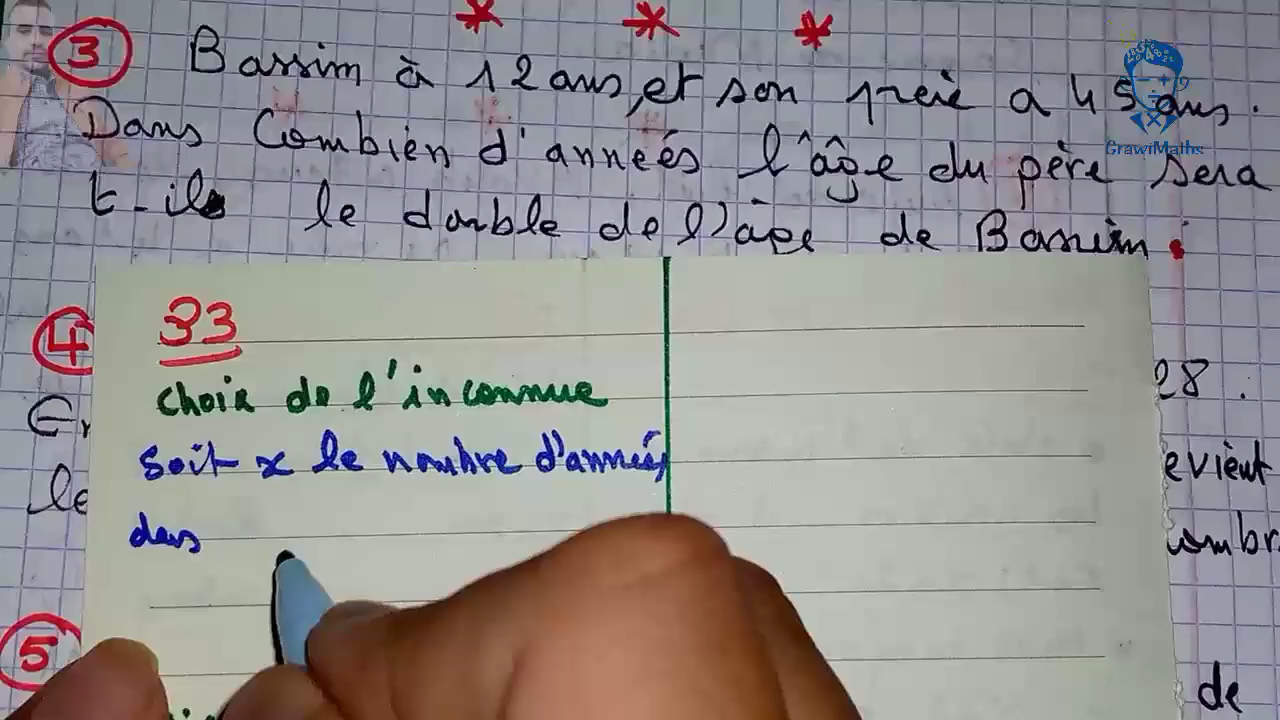 3 Bassim à 12 ans, et son père a 45 ans.
Dans Combien d'années l'âge du père sera
t-il le double de l'âge de Bassim
GrawiMaths
4 28.
33
choix de l'inconnue
soit x le nombre d'années
dans
le
evient
ombr
5
de